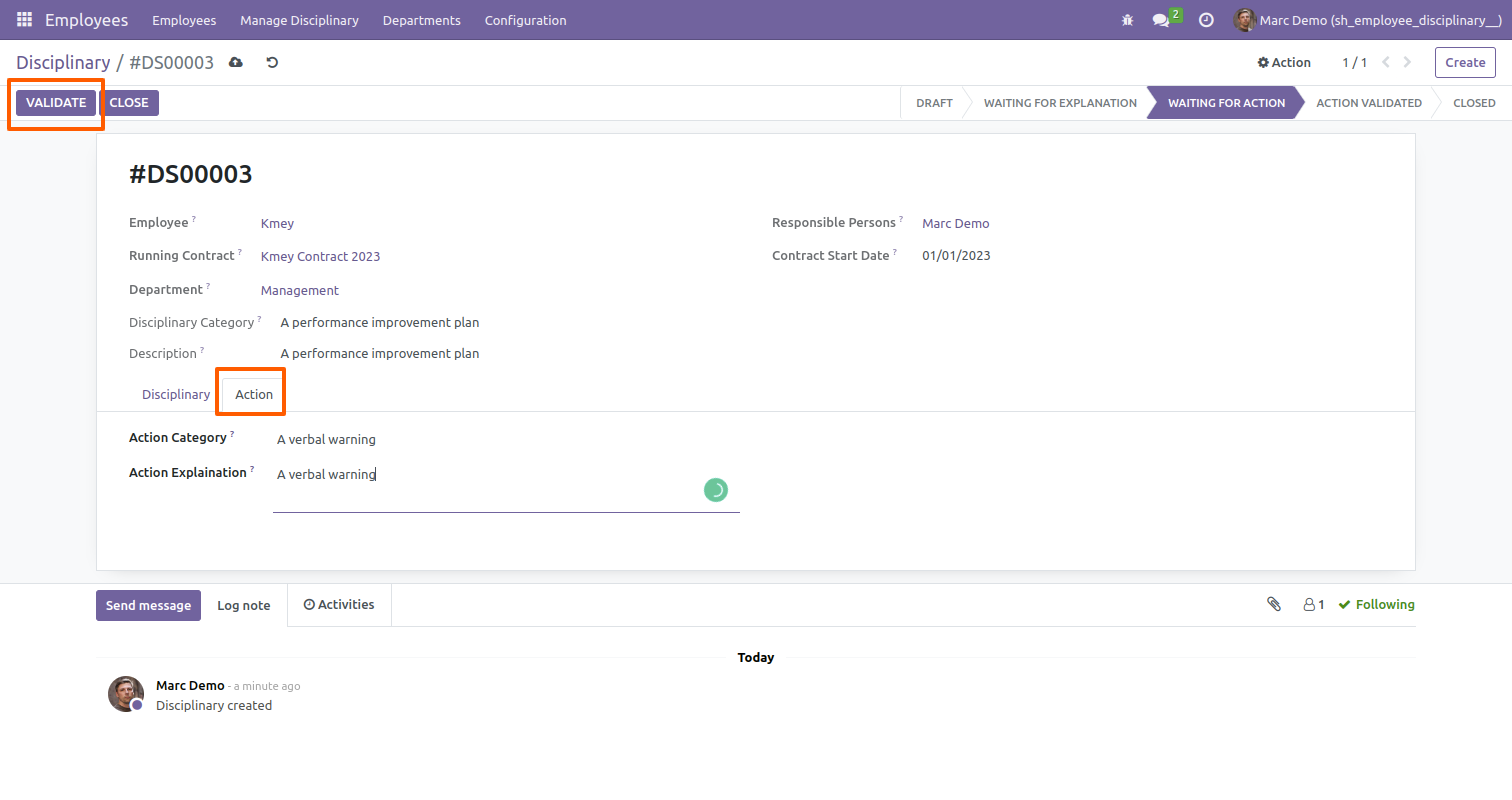 Employees Employees Manage Disciplinary Departments Configuration 2 Marc Demo (sh_employee_disciplinary__)
Disciplinary / #DS00003 Action 1 / 1 Create
VALIDATE CLOSE DRAFT WAITING FOR EXPLANATION WAITING FOR ACTION ACTION VALIDATED CLOSED
#DS00003
Employee ? Kmey Responsible Persons ? Marc Demo
Running Contract ? Kmey Contract 2023 Contract Start Date ? 01/01/2023
Department ? Management
Disciplinary Category ? A performance improvement plan
Description ? A performance improvement plan
Disciplinary Action
Action Category ? A verbal warning
Action Explaination ? A verbal warning
Send message Log note Activities 1 Following
Today
Marc Demo - a minute ago
Disciplinary created